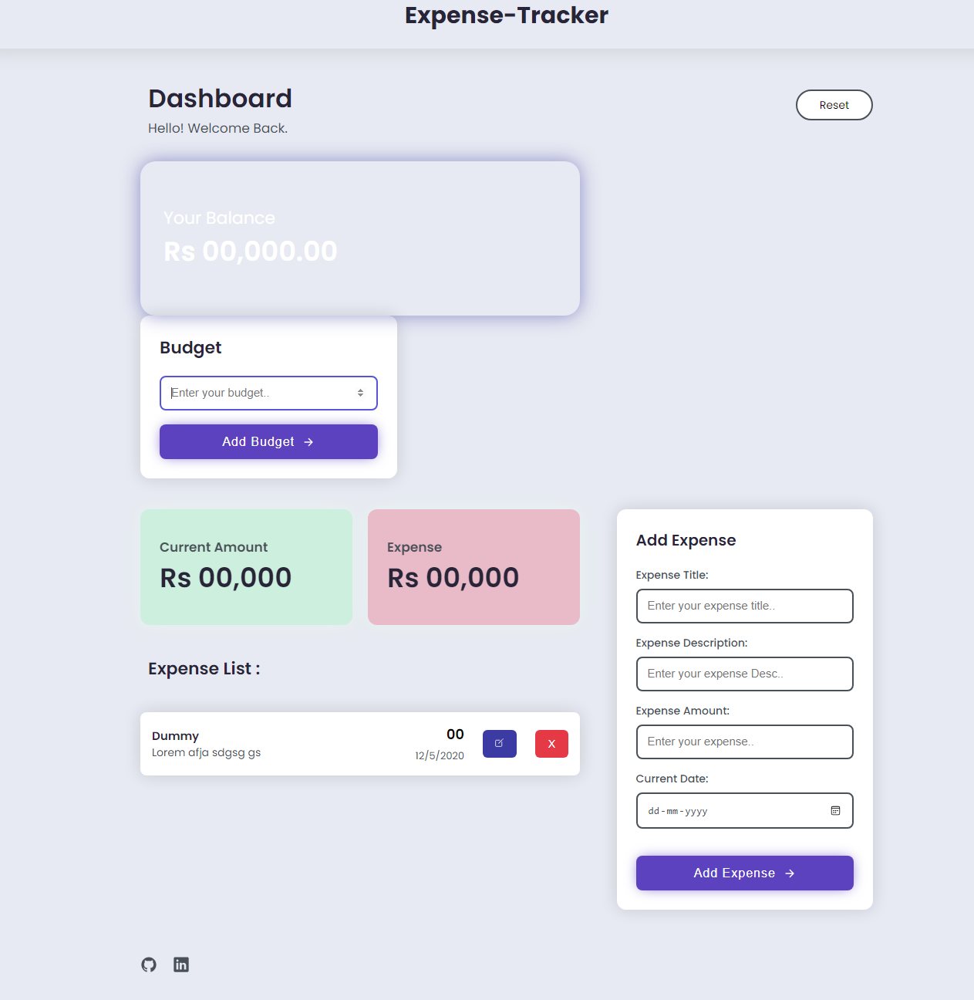 Expense-Tracker
Dashboard
Reset
Hello! Welcome Back.
Your Balance
Rs 00,000.00
Budget
Enter your budget..
Add Budget →
Current Amount
Rs 00,000
Expense
Rs 00,000
Expense List :
Dummy
Lorem afja sdgsg gs
00
12/5/2020
X
Add Expense
Expense Title:
Enter your expense title..
Expense Description:
Enter your expense Desc..
Expense Amount:
Enter your expense..
Current Date:
dd-mm-yyyy
Add Expense →
in